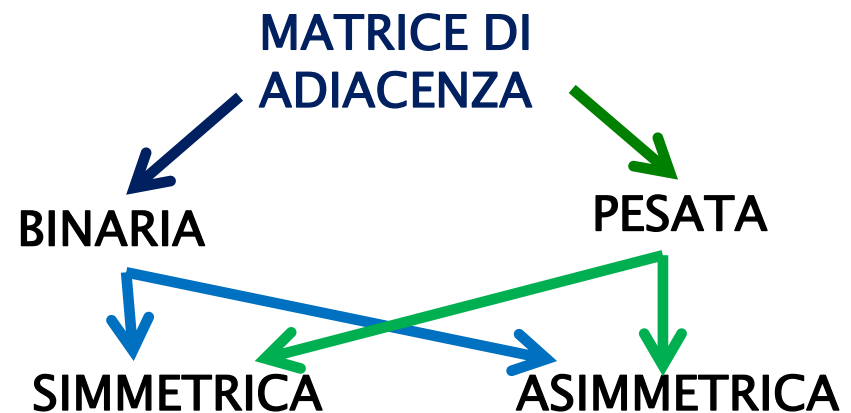 MATRICE DI
ADIACENZA
BINARIA
PESATA
SIMMETRICA
ASIMMETRICA